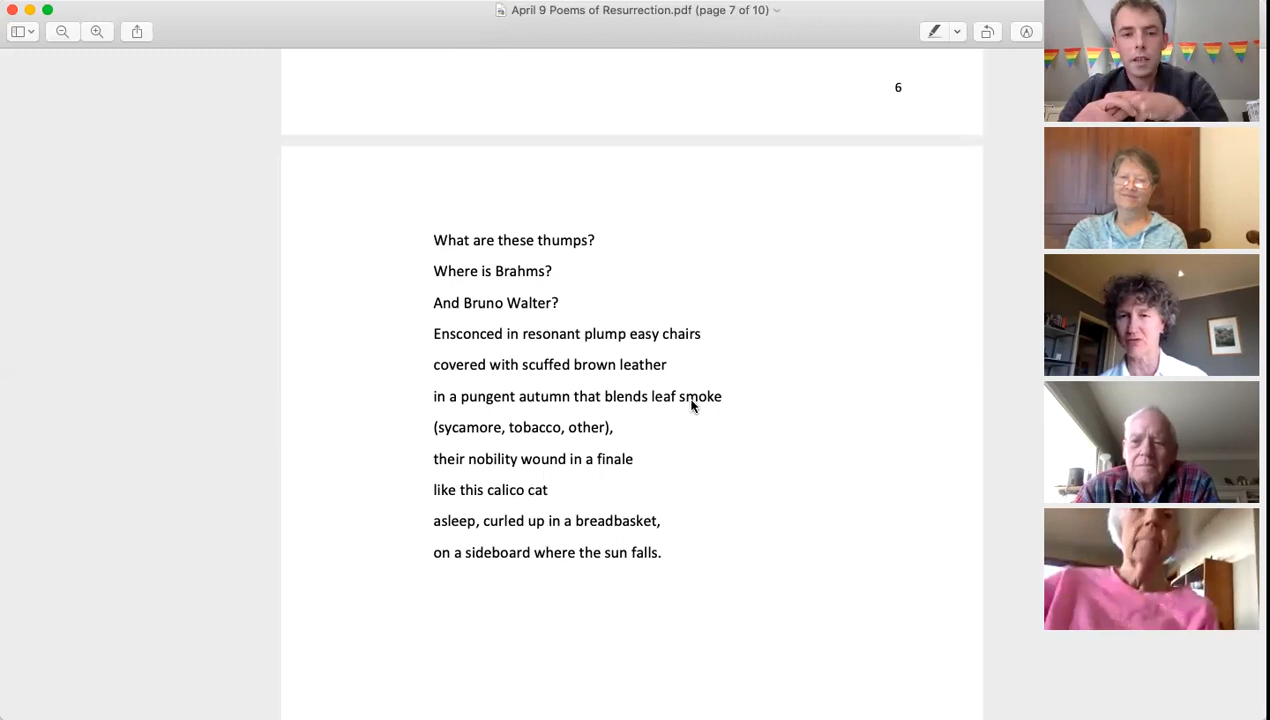 April 9 Poems of Resurrection.pdf (page 7 of 10)
6
What are these thumps?
Where is Brahms?
And Bruno Walter?
Ensconced in resonant plump easy chairs
covered with scuffed brown leather
in a pungent autumn that blends leaf smoke
(sycamore, tobacco, other),
their nobility wound in a finale
like this calico cat
asleep, curled up in a breadbasket,
on a sideboard where the sun falls.